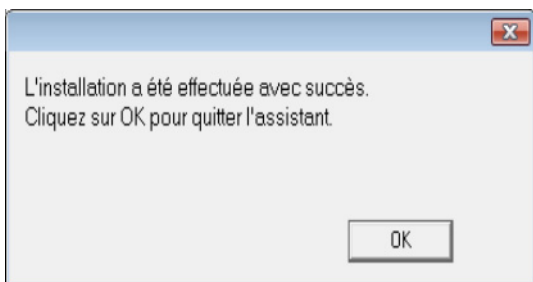 L'installation a été effectuée avec succès.
Cliquez sur OK pour quitter l'assistant.
OK